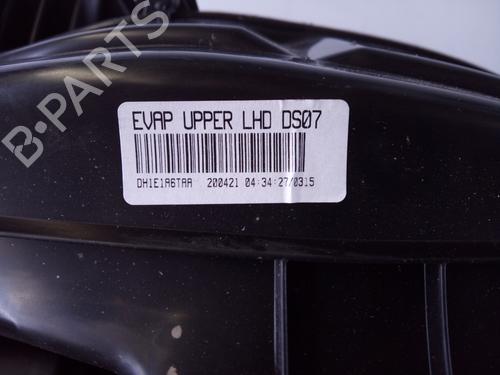 EVAP UPPER LHD DS07
DH1E1A6TAA 200421 04:34:27/0315
B-PARTS